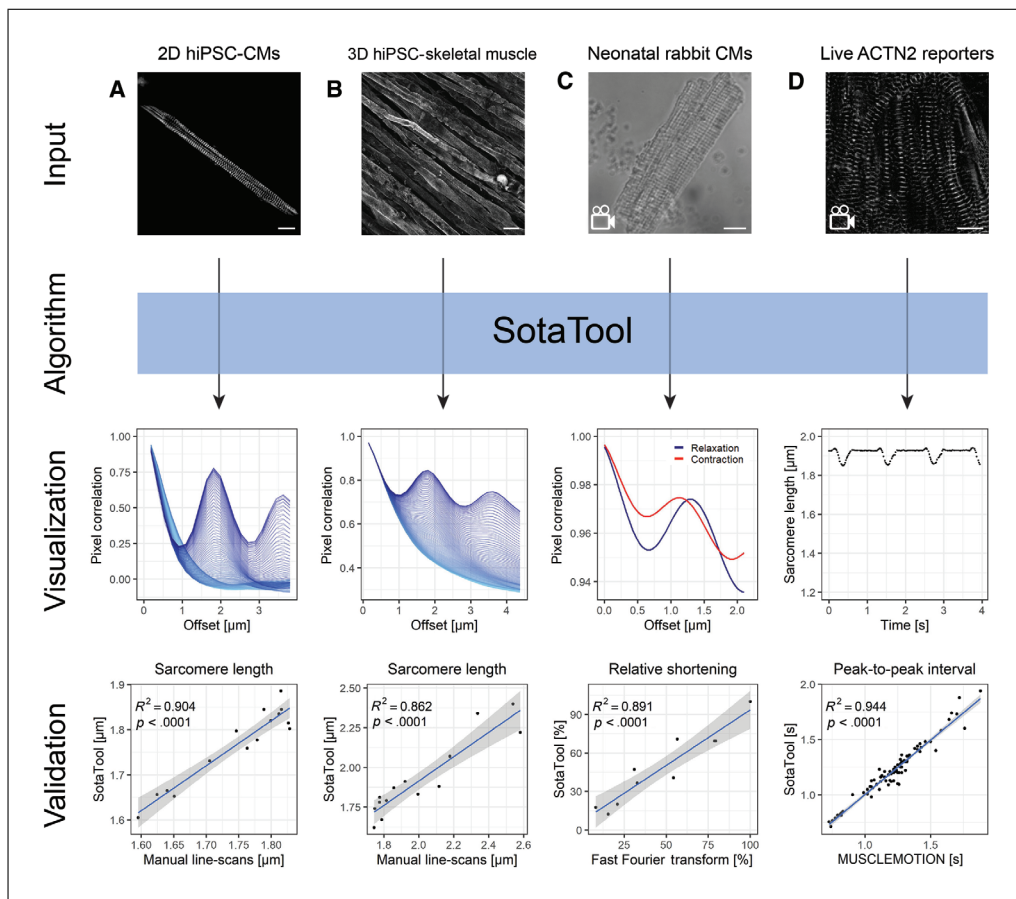 2D hiPSC-CMs
3D hiPSC-skeletal muscle
Neonatal rabbit CMs
Live ACTN2 reporters
A
B
C
D
Input
Algorithm
SotaTool
Visualization
1.00
0.75
0.50
0.25
0.00
Pixel correlation
0
1
2
3
Offset [µm]
1.0
0.8
0.6
0.4
Pixel correlation
0
1
2
3
4
Offset [µm]
1.00
0.98
0.96
0.94
Pixel correlation
Relaxation
Contraction
0.0
0.5
1.0
1.5
2.0
Offset [µm]
2.0
1.8
1.6
1.4
1.2
Sarcomere length [µm]
0
1
2
3
4
Time [s]
Validation
Sarcomere length
R² = 0.904
p < .0001
1.9
1.8
1.7
1.6
SotaTool [µm]
1.60
1.65
1.70
1.75
1.80
Manual line-scans [µm]
Sarcomere length
R² = 0.862
p < .0001
2.50
2.25
2.00
1.75
SotaTool [µm]
1.8
2.0
2.2
2.4
2.6
Manual line-scans [µm]
Relative shortening
R² = 0.891
p < .0001
90%
60%
30%
0%
SotaTool [%]
25%
50%
75%
100%
Fast Fourier transform [%]
Peak-to-peak interval
R² = 0.944
p < .0001
2.0
1.5
1.0
SotaTool [s]
1.0
1.5
MUSCLEMOTION [s]